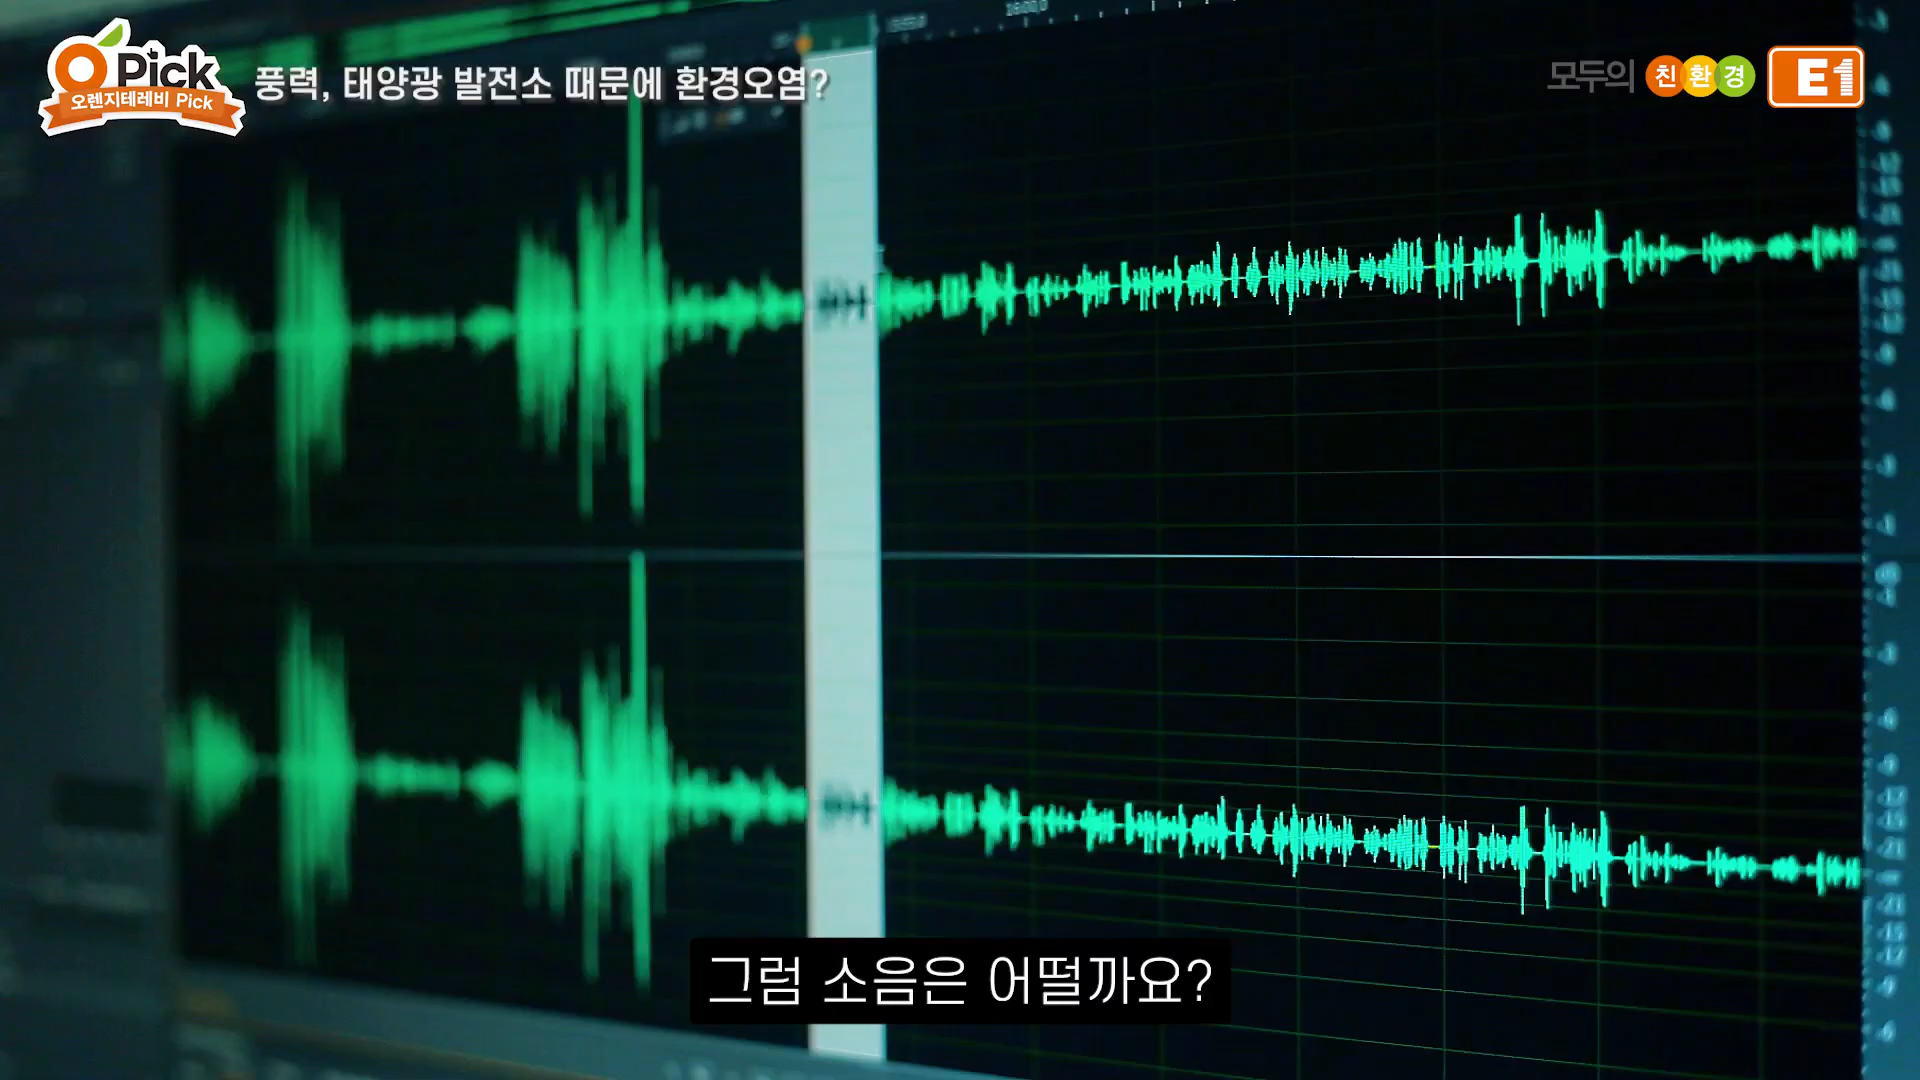 Pick
오렌지테레비 Pick
풍력, 태양광 발전소 때문에 환경오염?
모두의 친환경
E1
그럼 소음은 어떨까요?